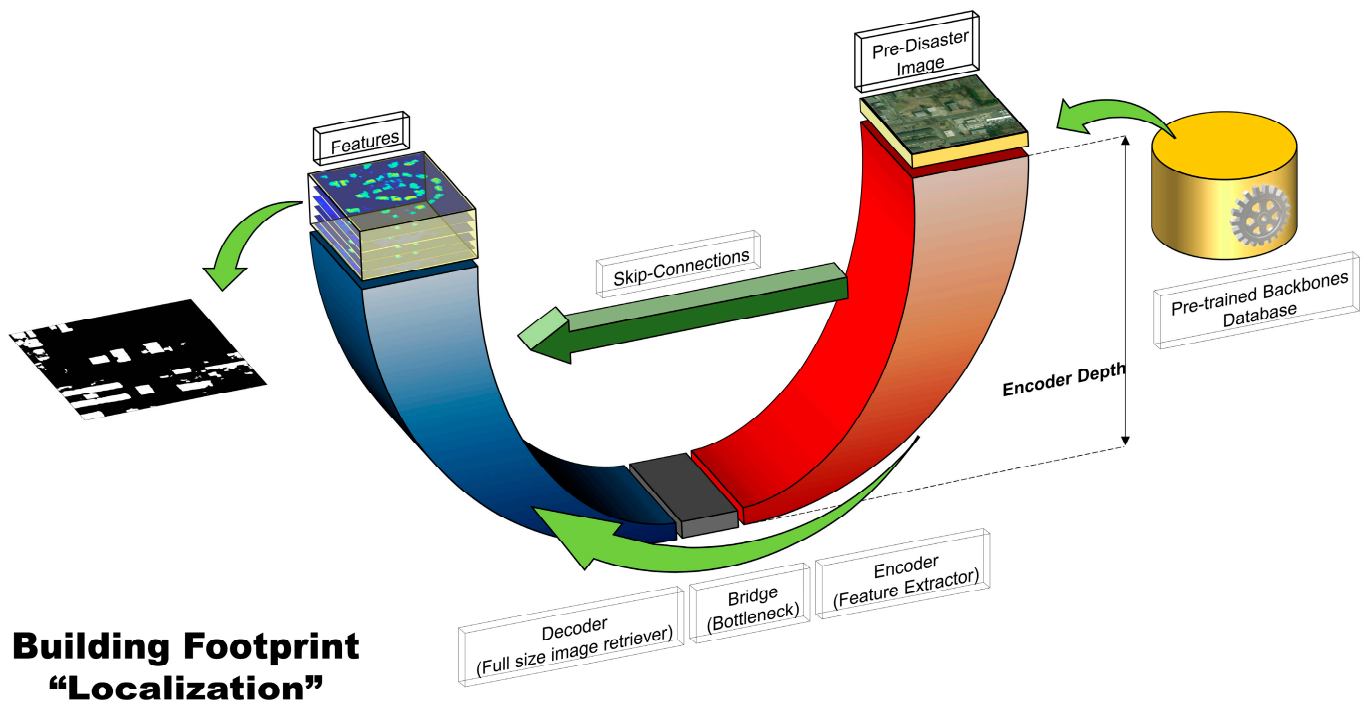 Pre-Disaster
Image
Features
Skip-Connections
Pre-trained Backbones
Database
Encoder Depth
Encoder
(Feature Extractor)
Bridge
(Bottleneck)
Decoder
(Full size image retriever)
Building Footprint
“Localization”